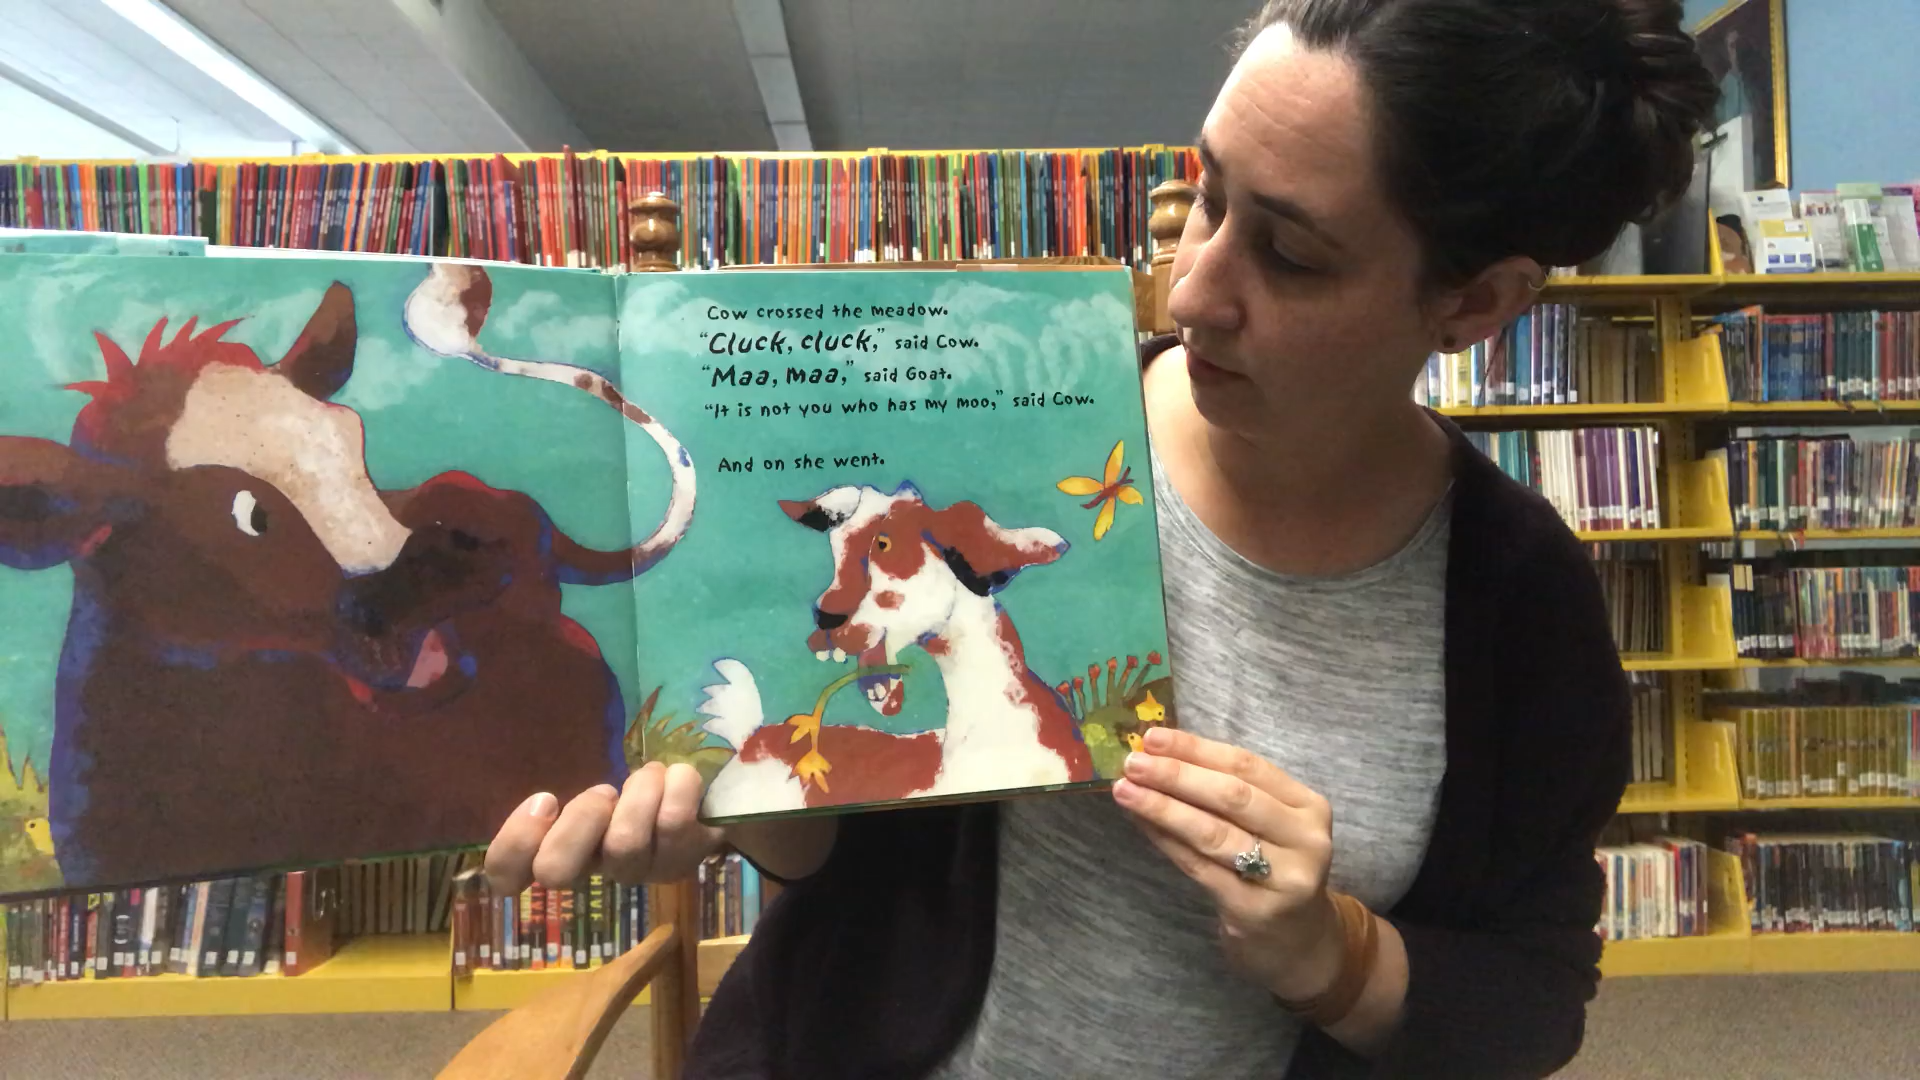 Cow crossed the meadow.
"Cluck, cluck," said Cow.
"Maa, maa," said Goat.
"It is not you who has my moo," said Cow.
And on she went.